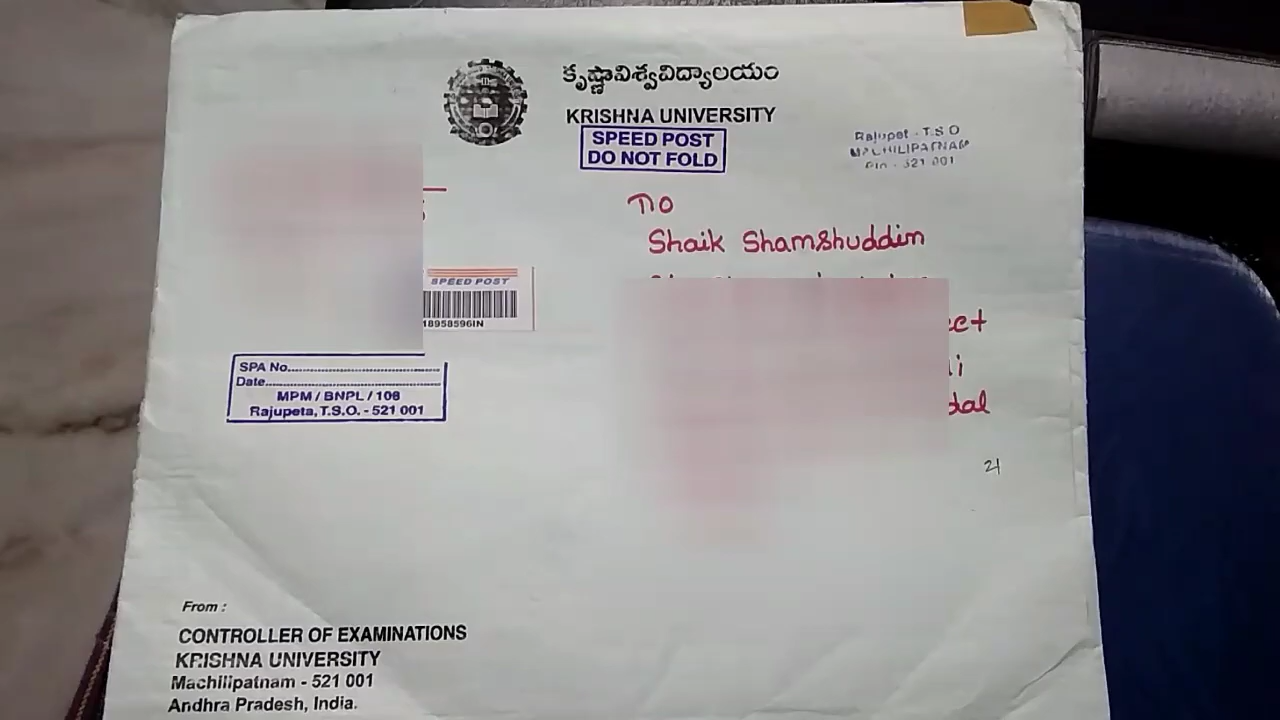 కృష్ణావిశ్వవిద్యాలయం
KRISHNA UNIVERSITY
SPEED POST
DO NOT FOLD
Rajupet - T.S.O
MACHILIPATNAM
Pin - 521 001
To
Shaik Shamshuddin
SPEED POST
18958596IN
SPA No.
Date
MPM / BNPL / 108
Rajupeta, T.S.O. - 521 001
21
From :
CONTROLLER OF EXAMINATIONS
KRISHNA UNIVERSITY
Machilipatnam - 521 001
Andhra Pradesh, India.